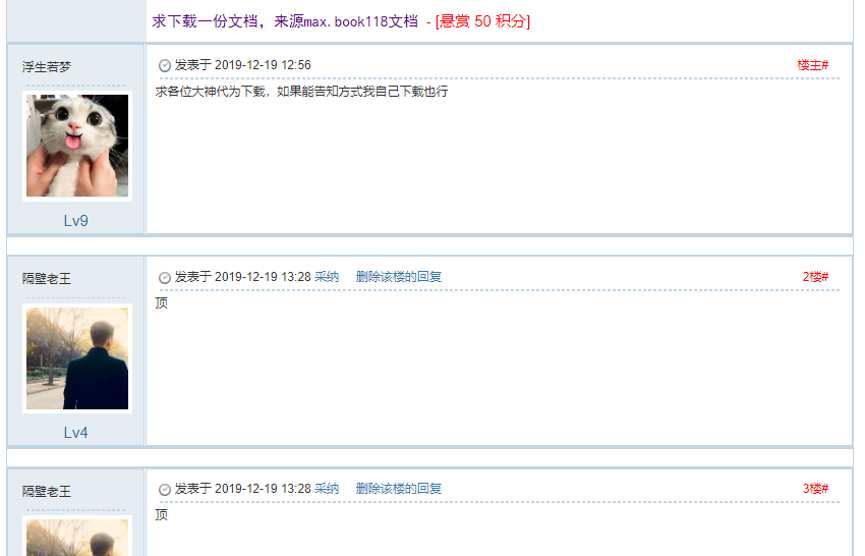 求下载一份文档，来源max.book118文档 - [悬赏 50 积分]
浮生若梦
发表于 2019-12-19 12:56
楼主#
求各位大神代为下载，如果能告知方式我自己下载也行
Lv9
隔壁老王
发表于 2019-12-19 13:28 采纳 删除该楼的回复
2楼#
顶
Lv4
隔壁老王
发表于 2019-12-19 13:28 采纳 删除该楼的回复
3楼#
顶